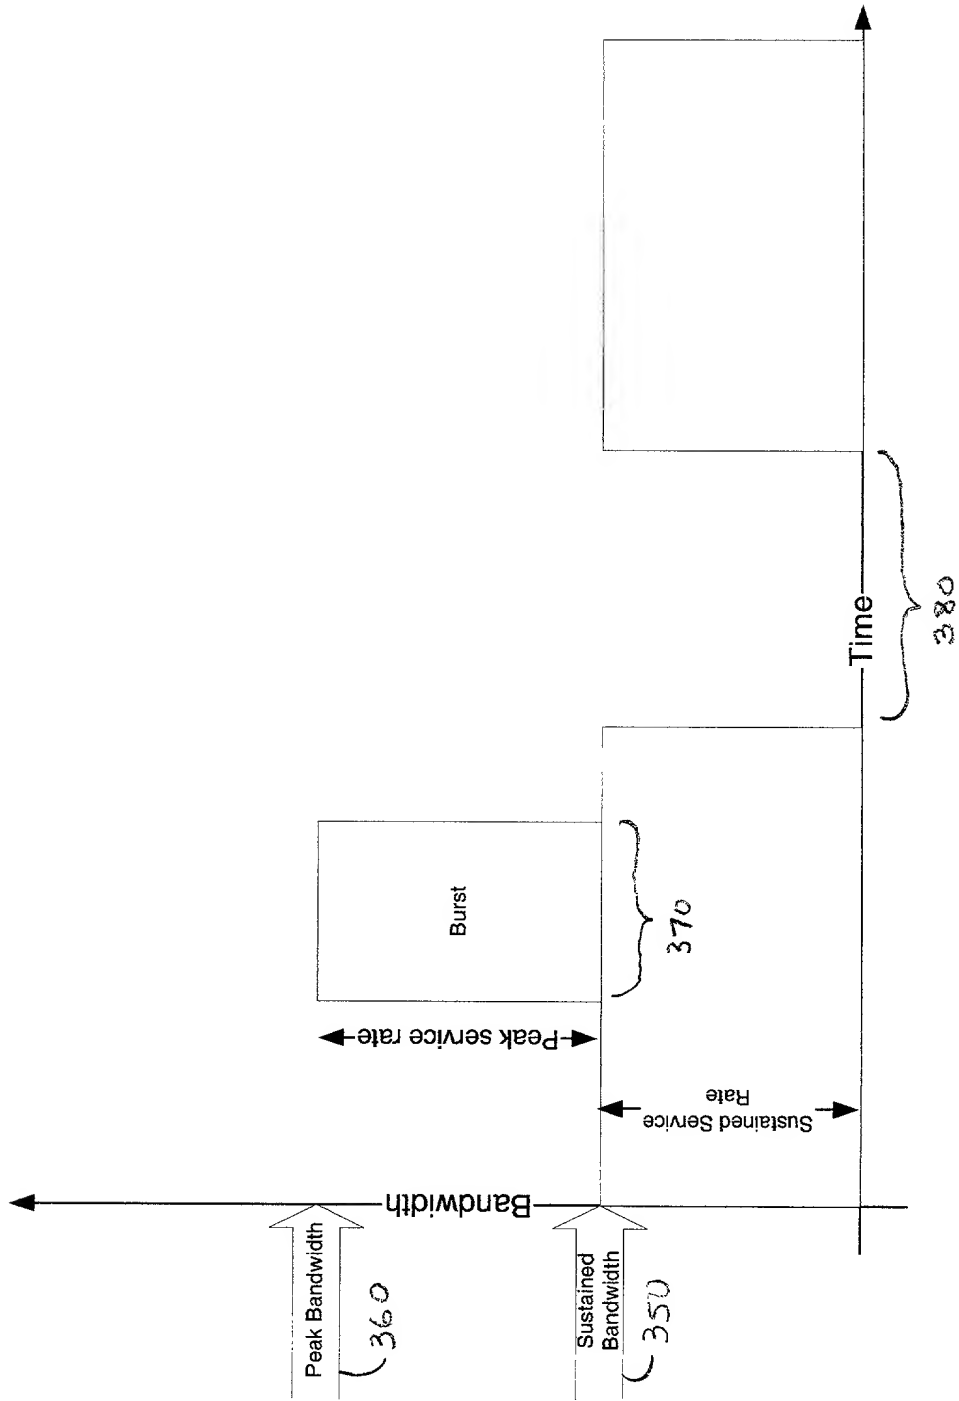 Peak Bandwidth
360
Sustained
Bandwidth
350
Bandwidth
Peak service rate
Sustained Service
Rate
Burst
370
Time
380